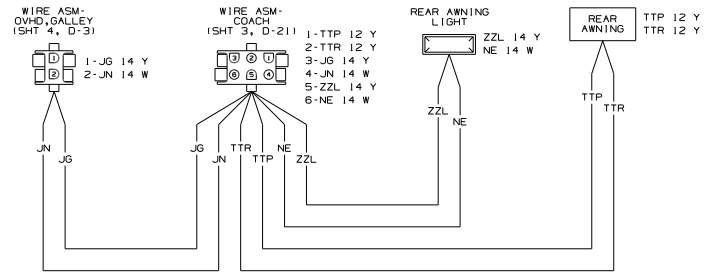 WIRE ASM-
OVHD,GALLEY
(SHT 4, D-3)
1
2
1-JG 14 Y
2-JN 14 W
WIRE ASM-
COACH
(SHT 3, D-21)
3 2 1
6 5 4
1-TTP 12 Y
2-TTR 12 Y
3-JG 14 Y
4-JN 14 W
5-ZZL 14 Y
6-NE 14 W
REAR AWNING
LIGHT
ZZL 14 Y
NE 14 W
REAR
AWNING
TTP 12 Y
TTR 12 Y
JN
JG
JG
JN
TTR
TTP
NE
ZZL
ZZL
NE
TTP
TTR